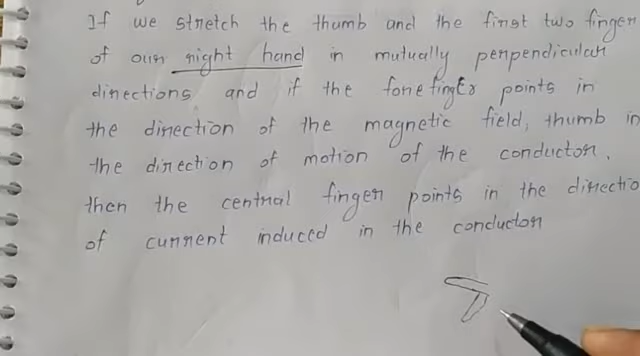 If we stretch the thumb and the first two finger
of our right hand in mutually perpendicular
directions and if the forefinger points in
the direction of the magnetic field, thumb in
the direction of motion of the conductor.
then the central finger points in the directio
of current induced in the conductor